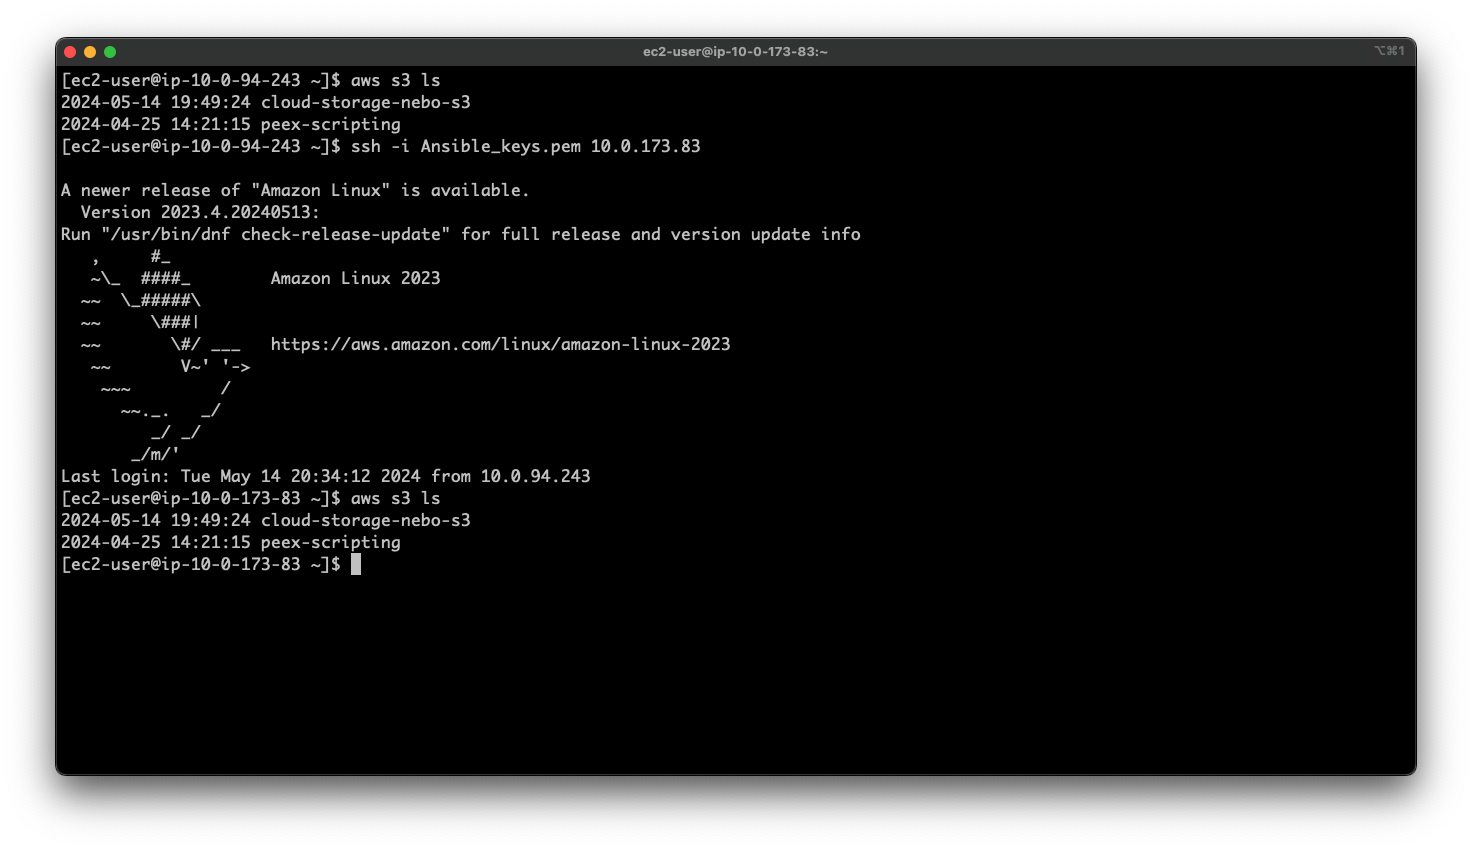 ec2-user@ip-10-0-173-83:~
⌥⌘1
[ec2-user@ip-10-0-94-243 ~]$ aws s3 ls
2024-05-14 19:49:24 cloud-storage-nebo-s3
2024-04-25 14:21:15 peex-scripting
[ec2-user@ip-10-0-94-243 ~]$ ssh -i Ansible_keys.pem 10.0.173.83

A newer release of "Amazon Linux" is available.
  Version 2023.4.20240513:
Run "/usr/bin/dnf check-release-update" for full release and version update info
   ,     #_
   ~\_  ####_        Amazon Linux 2023
  ~~  \_#####\
  ~~     \###|
  ~~       \#/ ___   https://aws.amazon.com/linux/amazon-linux-2023
   ~~       V~' '->
    ~~~         /
      ~~._.   _/
         _/ _/
       _/m/'
Last login: Tue May 14 20:34:12 2024 from 10.0.94.243
[ec2-user@ip-10-0-173-83 ~]$ aws s3 ls
2024-05-14 19:49:24 cloud-storage-nebo-s3
2024-04-25 14:21:15 peex-scripting
[ec2-user@ip-10-0-173-83 ~]$